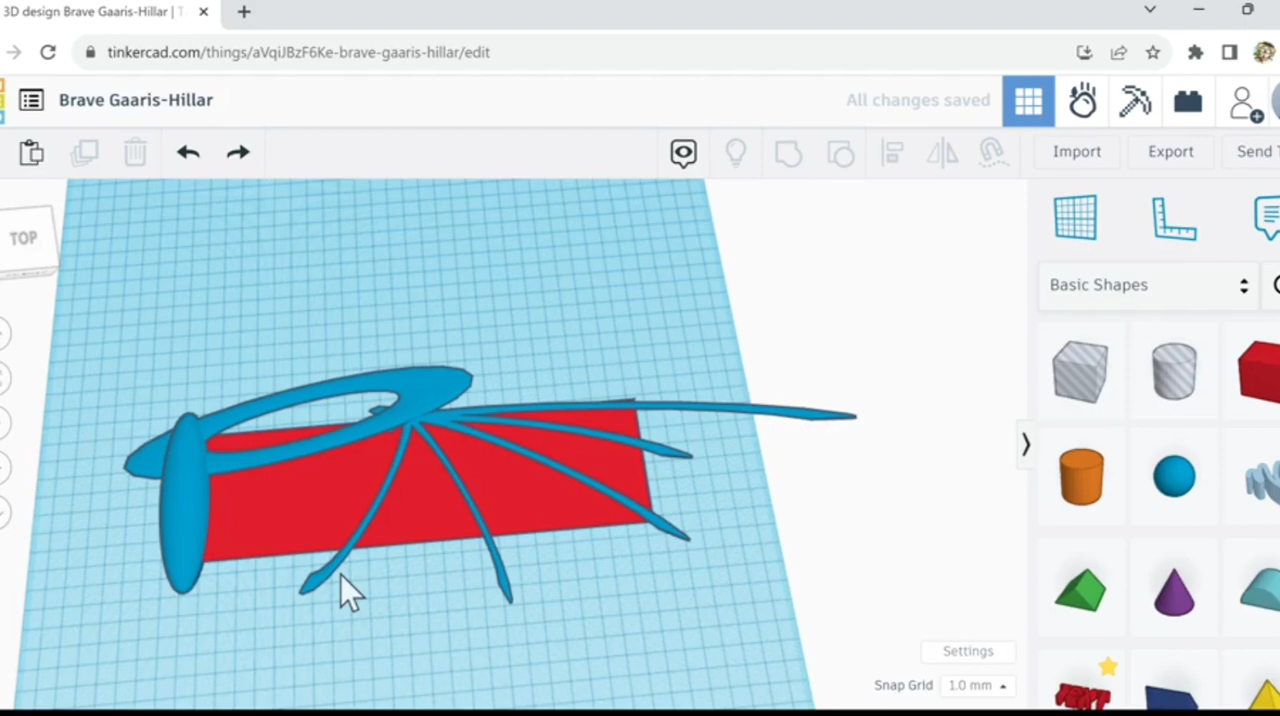 3D design Brave Gaaris-Hillar | T
tinkercad.com/things/aVqiJBzF6Ke-brave-gaaris-hillar/edit
Brave Gaaris-Hillar
All changes saved
Import
Export
Send T
TOP
Basic Shapes
TEXT
Settings
Snap Grid 1.0 mm